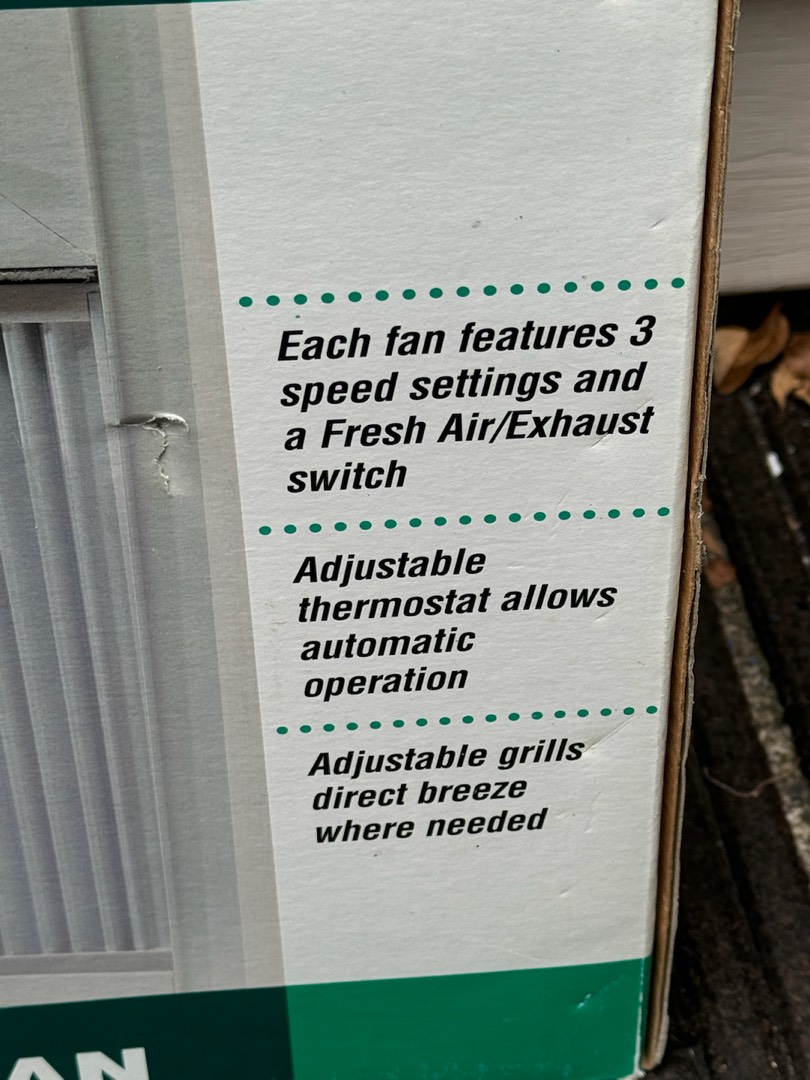 Each fan features 3
speed settings and
a Fresh Air/Exhaust
switch
Adjustable
thermostat allows
automatic
operation
Adjustable grills
direct breeze
where needed
AN